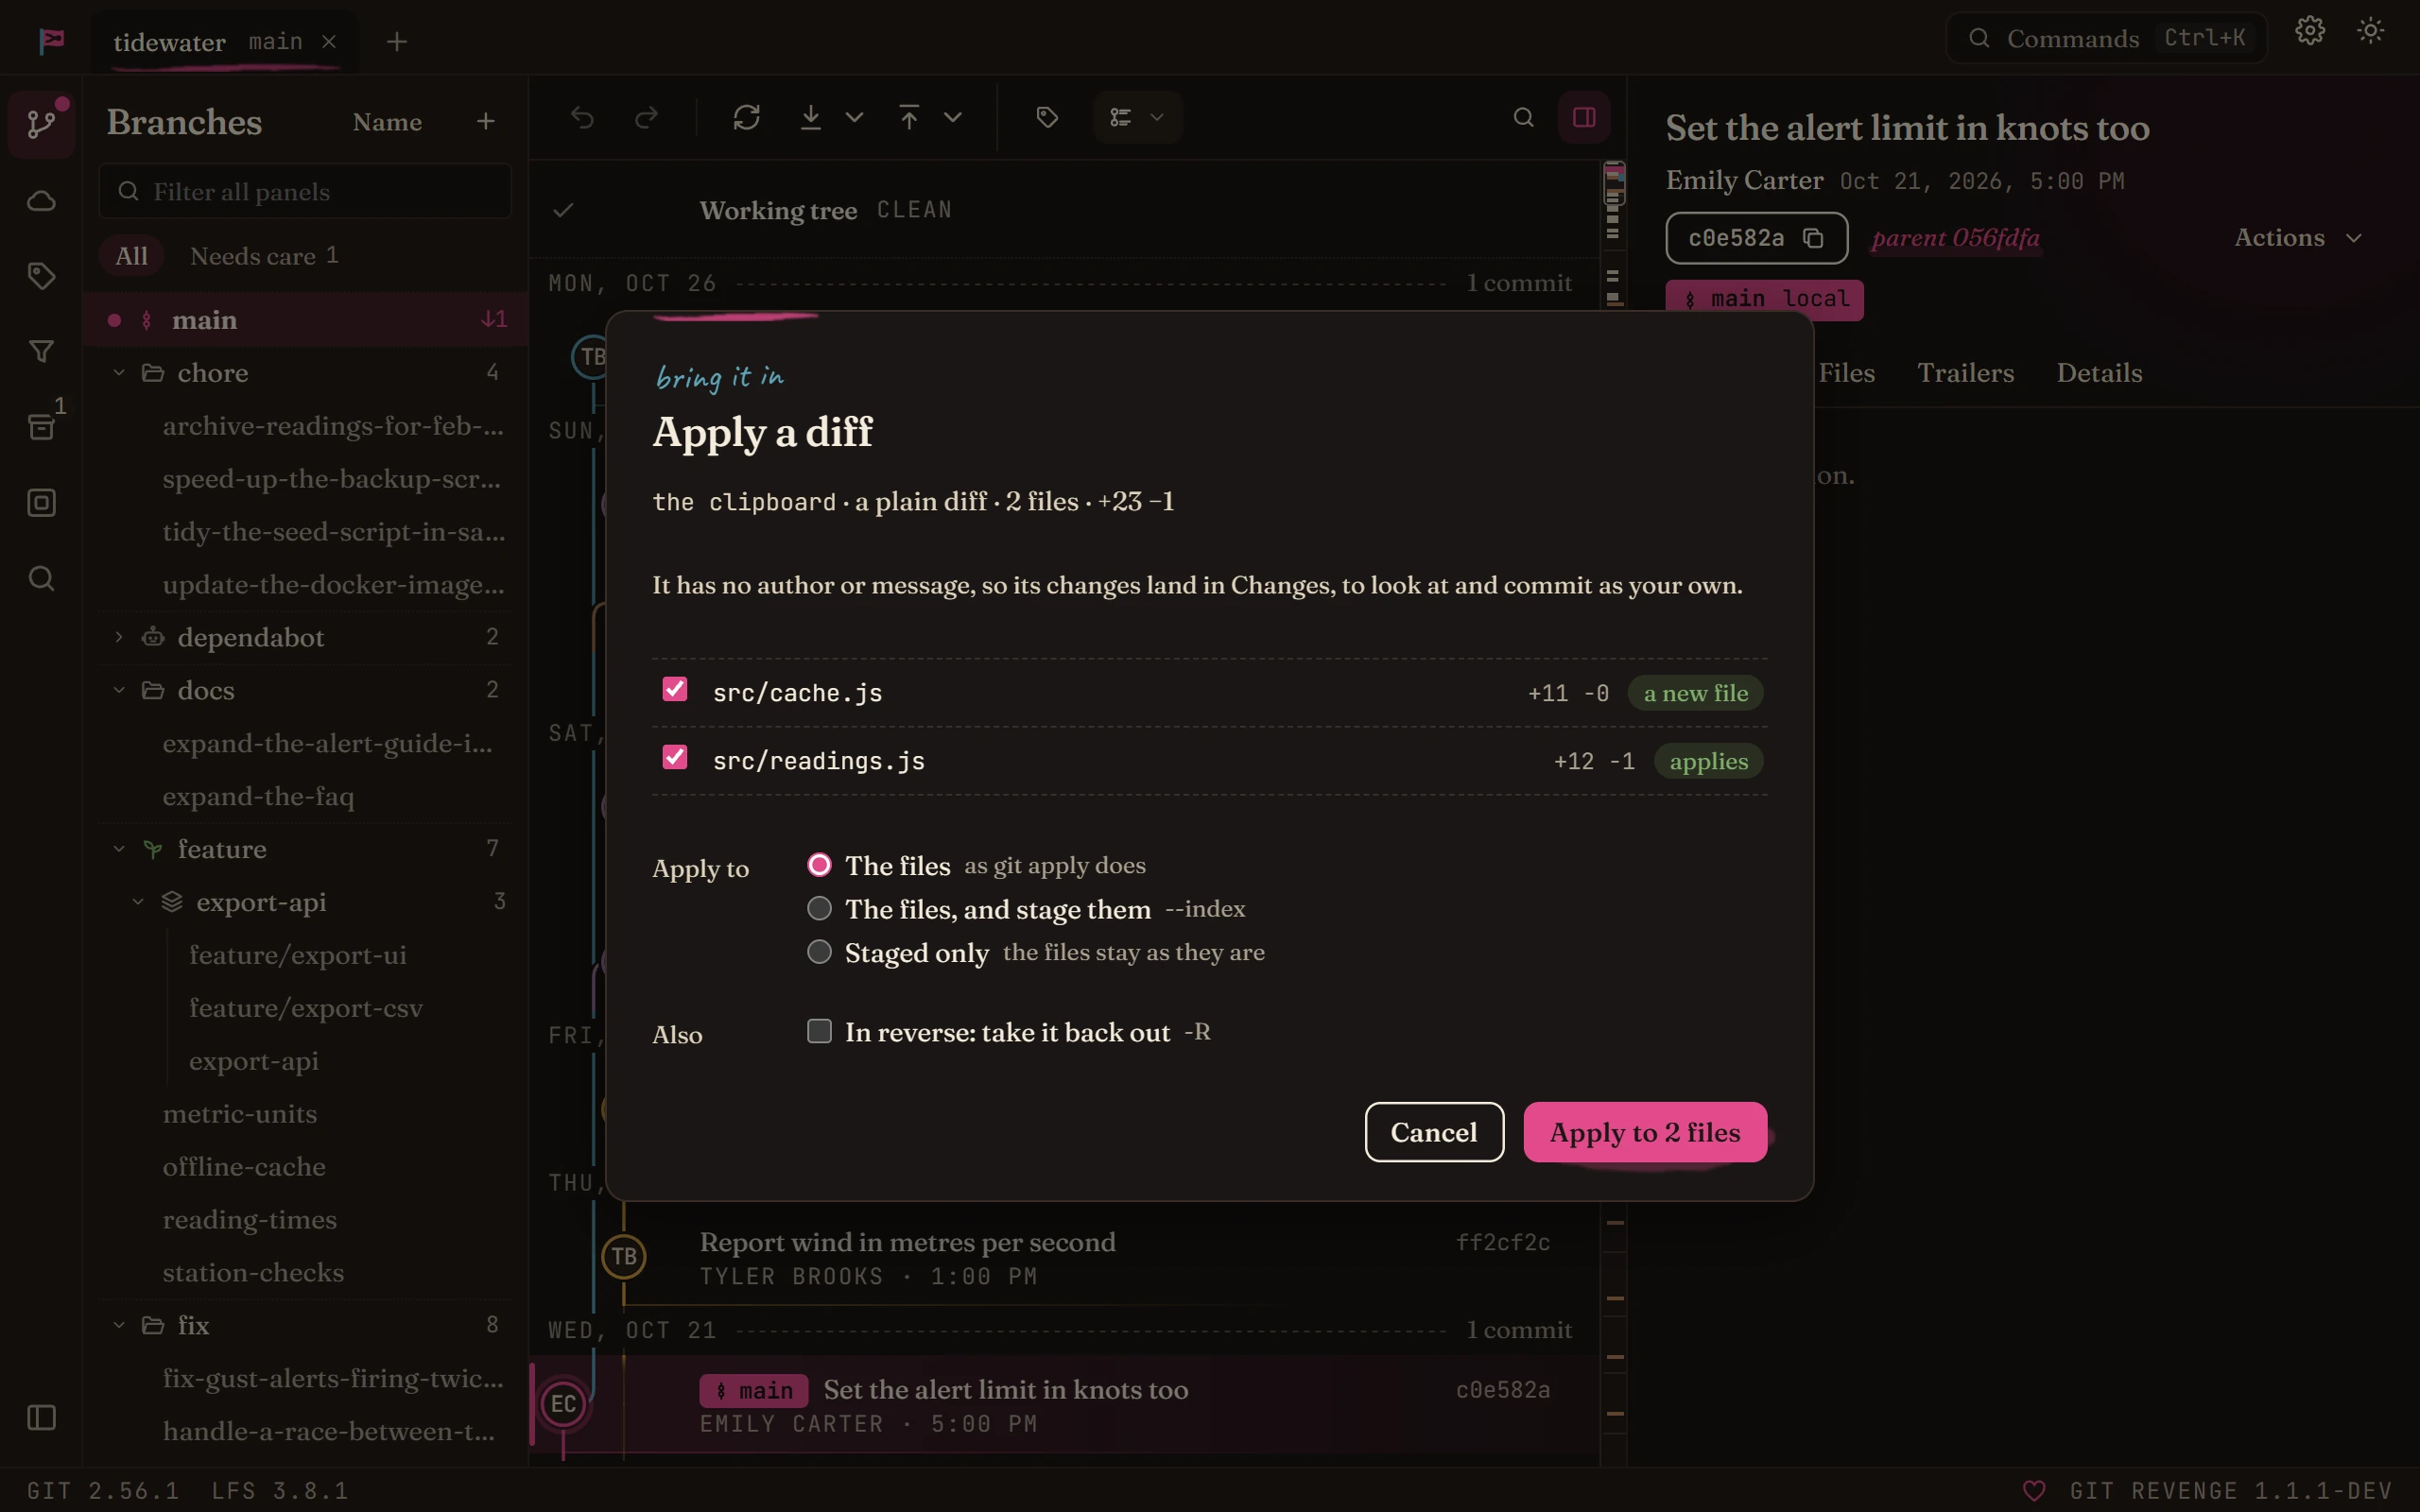 tidewater main
Commands Ctrl+K
Branches Name
Filter all panels
All Needs care 1
main ↓1
chore 4
archive-readings-for-feb-...
speed-up-the-backup-scr...
tidy-the-seed-script-in-sa...
update-the-docker-image...
dependabot 2
docs 2
expand-the-alert-guide-i...
expand-the-faq
feature 7
export-api 3
feature/export-ui
feature/export-csv
export-api
metric-units
offline-cache
reading-times
station-checks
fix 8
fix-gust-alerts-firing-twic...
handle-a-race-between-t...
1
Working tree CLEAN
MON, OCT 26 1 commit
TB
SUN,
SAT,
FRI,
THU,
bring it in
Apply a diff
the clipboard · a plain diff · 2 files · +23 −1
It has no author or message, so its changes land in Changes, to look at and commit as your own.
src/cache.js +11 -0 a new file
src/readings.js +12 -1 applies
Apply to The files as git apply does
The files, and stage them --index
Staged only the files stay as they are
Also In reverse: take it back out -R
Cancel Apply to 2 files
TB Report wind in metres per second ff2cf2c
TYLER BROOKS · 1:00 PM
WED, OCT 21 1 commit
EC main Set the alert limit in knots too c0e582a
EMILY CARTER · 5:00 PM
Set the alert limit in knots too
Emily Carter Oct 21, 2026, 5:00 PM
c0e582a parent 056fdfa Actions
main local
Files Trailers Details
on.
GIT 2.56.1 LFS 3.8.1
GIT REVENGE 1.1.1-DEV